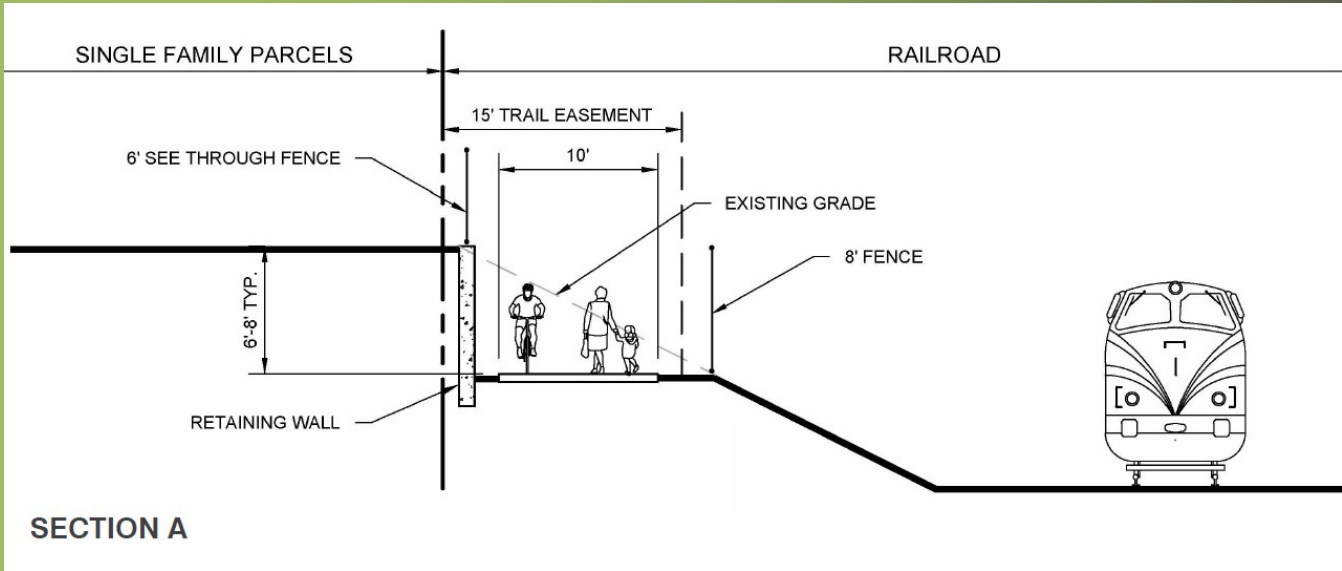 SINGLE FAMILY PARCELS
RAILROAD
15' TRAIL EASEMENT
6' SEE THROUGH FENCE
10'
EXISTING GRADE
8' FENCE
6'-8' TYP.
RETAINING WALL
SECTION A